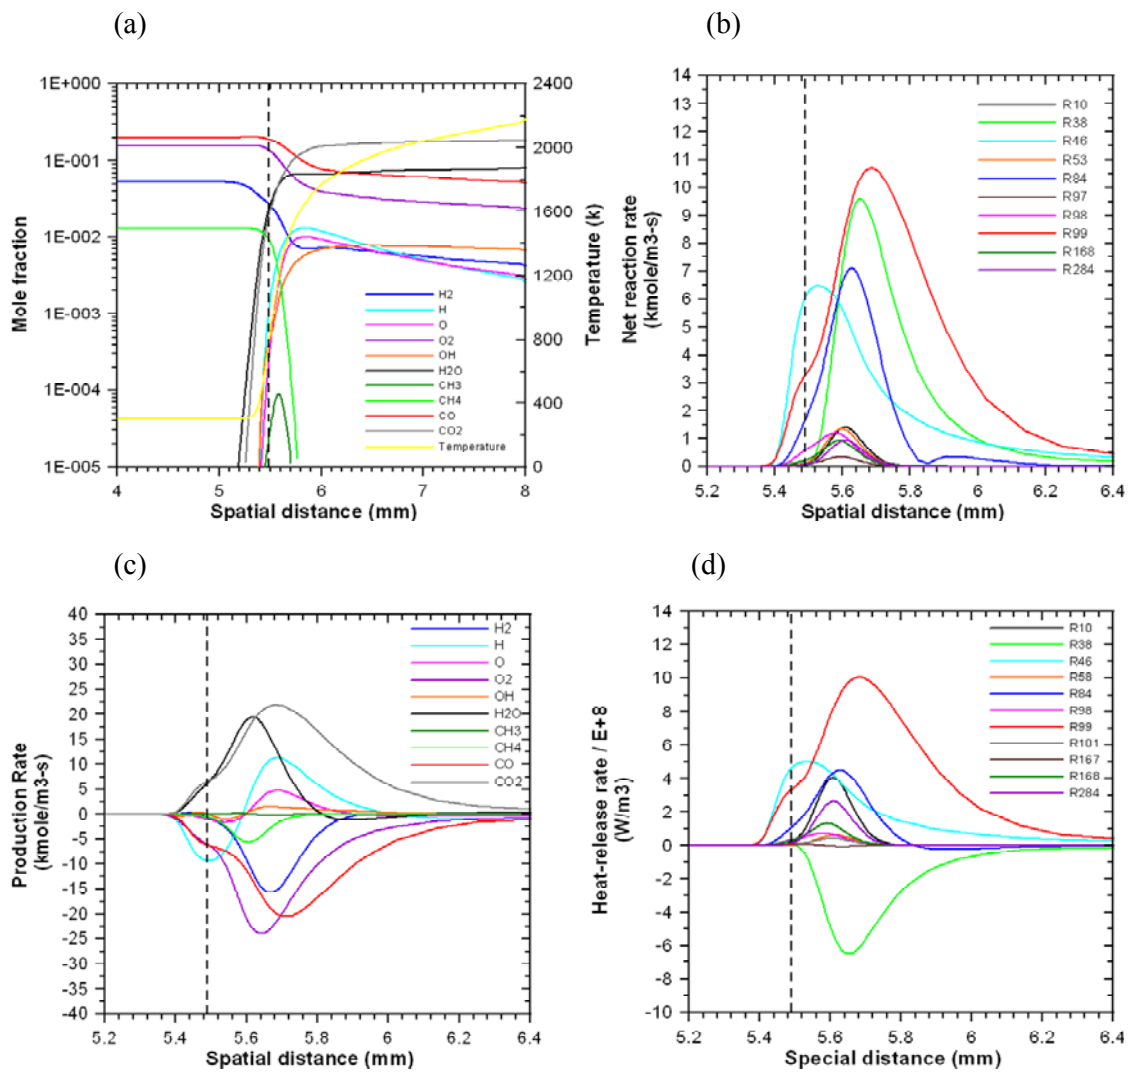 (a)
1E+000
1E-001
1E-002
1E-003
1E-004
1E-005
Mole fraction
4
5
6
7
8
Spatial distance (mm)
2400
2000
1600
1200
800
400
0
Temperature (k)
H2
H
O
O2
OH
H2O
CH3
CH4
CO
CO2
Temperature
(b)
14
13
12
11
10
9
8
7
6
5
4
3
2
1
0
Net reaction rate
(kmole/m3-s)
5.2
5.4
5.6
5.8
6
6.2
6.4
Spatial distance (mm)
R10
R38
R46
R53
R84
R97
R98
R99
R168
R284
(c)
40
35
30
25
20
15
10
5
0
-5
-10
-15
-20
-25
-30
-35
-40
Production Rate
(kmole/m3-s)
5.2
5.4
5.6
5.8
6
6.2
6.4
Spatial distance (mm)
H2
H
O
O2
OH
H2O
CH3
CH4
CO
CO2
(d)
14
12
10
8
6
4
2
0
-2
-4
-6
-8
-10
Heat-release rate / E+8
(W/m3)
5.2
5.4
5.6
5.8
6
6.2
6.4
Special distance (mm)
R10
R38
R46
R58
R84
R98
R99
R101
R167
R168
R284